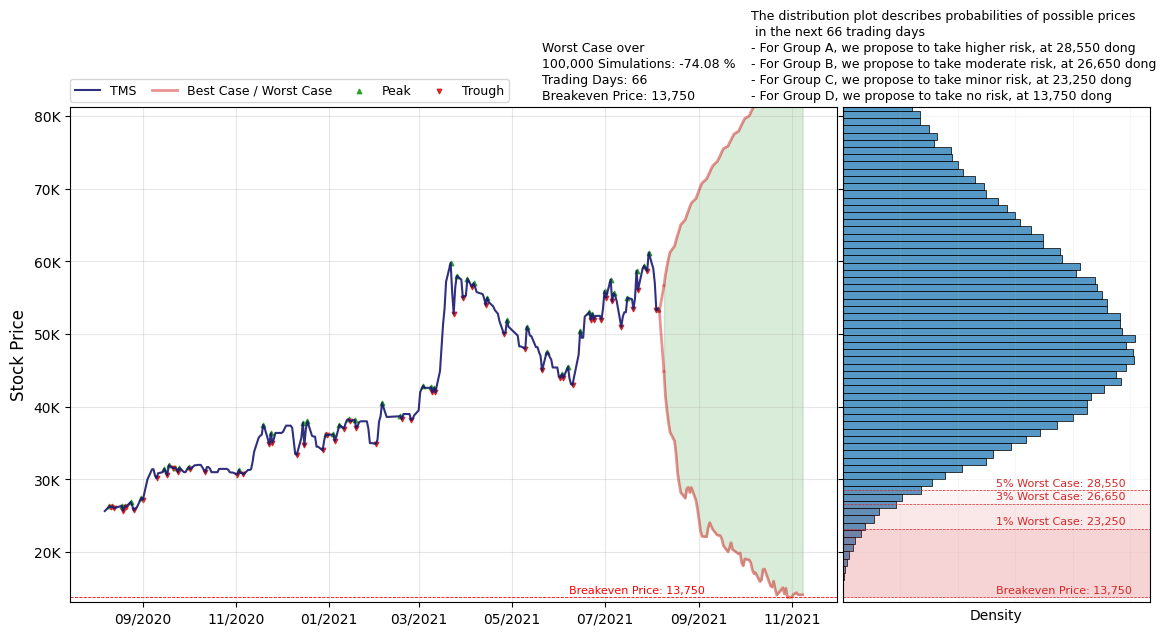 The distribution plot describes probabilities of possible prices
in the next 66 trading days
- For Group A, we propose to take higher risk, at 28,550 dong
- For Group B, we propose to take moderate risk, at 26,650 dong
- For Group C, we propose to take minor risk, at 23,250 dong
- For Group D, we propose to take no risk, at 13,750 dong
Worst Case over
100,000 Simulations: -74.08 %
Trading Days: 66
Breakeven Price: 13,750
TMS
Best Case / Worst Case
Peak
Trough
Stock Price
80K
70K
60K
50K
40K
30K
20K
Breakeven Price: 13,750
09/2020
11/2020
01/2021
03/2021
05/2021
07/2021
09/2021
11/2021
5% Worst Case: 28,550
3% Worst Case: 26,650
1% Worst Case: 23,250
Breakeven Price: 13,750
Density